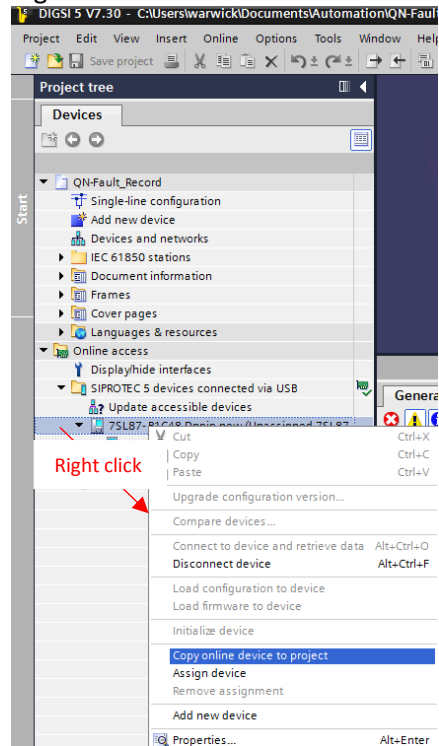 DIGSI 5 V7.30 - C:\Users\warwick\Documents\Automation\QN-Fault
Project Edit View Insert Online Options Tools Window Help
Save project
Project tree
Devices
Start
QN-Fault_Record
Single-line configuration
Add new device
Devices and networks
IEC 61850 stations
Document information
Frames
Cover pages
Languages & resources
Online access
Display/hide interfaces
SIPROTEC 5 devices connected via USB
Update accessible devices
Genera
7SL87-
Right click
Cut Ctrl+X
Copy Ctrl+C
Paste Ctrl+V
Upgrade configuration version...
Compare devices...
Connect to device and retrieve data Alt+Ctrl+O
Disconnect device Alt+Ctrl+F
Load configuration to device
Load firmware to device
Initialize device
Copy online device to project
Assign device
Remove assignment
Add new device
Properties... Alt+Enter